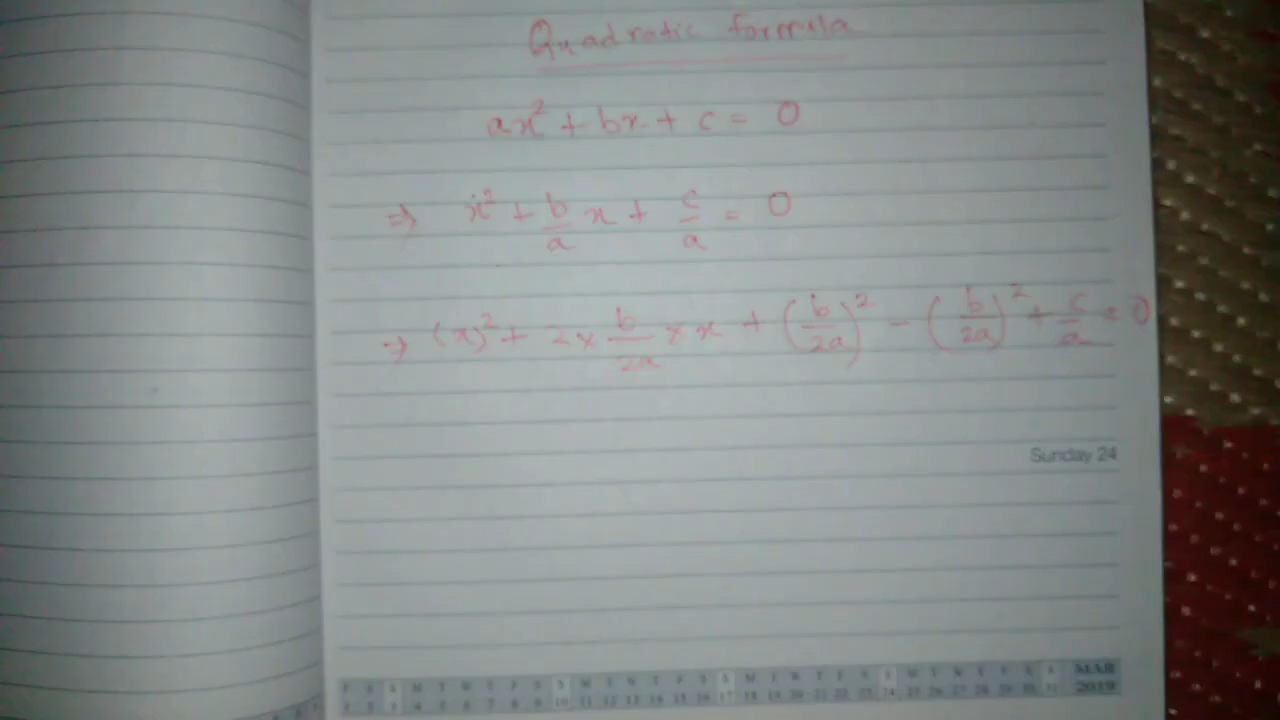 Quadratic formula
ax² + bx + c = 0
⇒ x² + b/a x + c/a = 0
⇒ (x)² + 2 × b/2a × x + (b/2a)² - (b/2a)² + c/a = 0
Sunday 24
MAR
2019